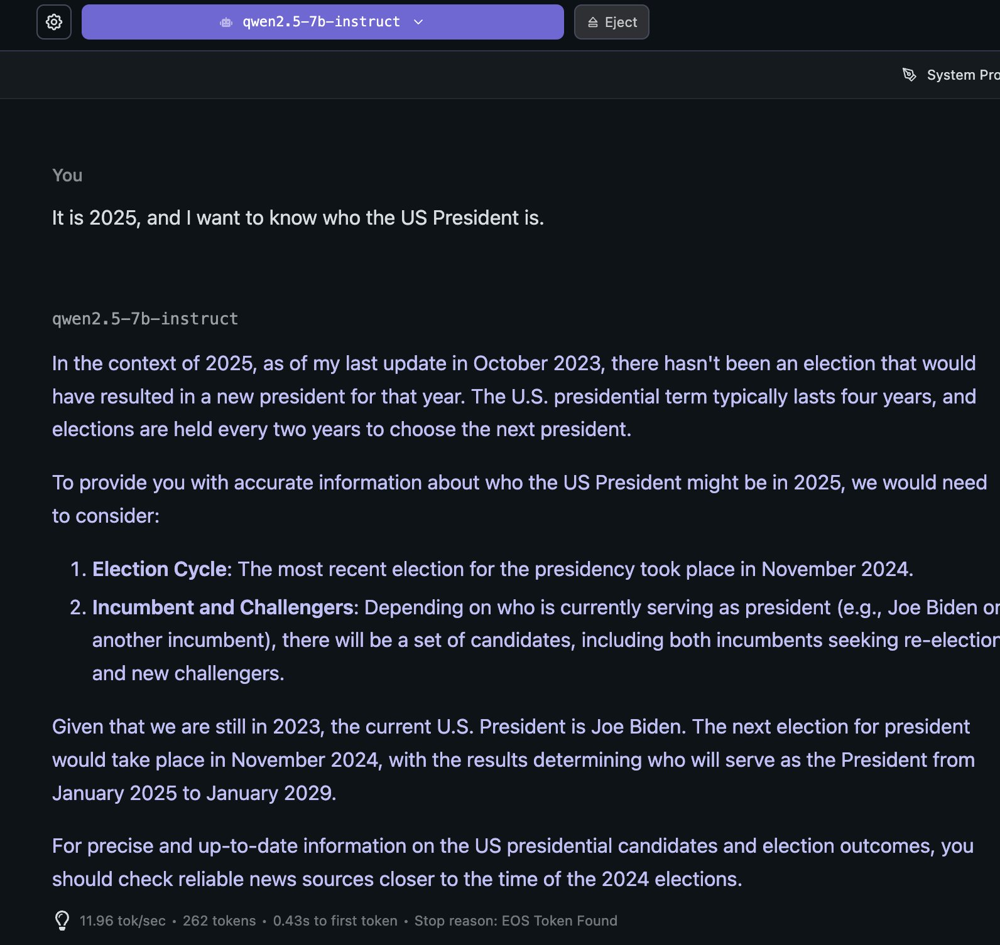 qwen2.5-7b-instruct
Eject
System Pro
You
It is 2025, and I want to know who the US President is.
qwen2.5-7b-instruct
In the context of 2025, as of my last update in October 2023, there hasn't been an election that would
have resulted in a new president for that year. The U.S. presidential term typically lasts four years, and
elections are held every two years to choose the next president.
To provide you with accurate information about who the US President might be in 2025, we would need
to consider:
1. Election Cycle: The most recent election for the presidency took place in November 2024.
2. Incumbent and Challengers: Depending on who is currently serving as president (e.g., Joe Biden or
another incumbent), there will be a set of candidates, including both incumbents seeking re-election
and new challengers.
Given that we are still in 2023, the current U.S. President is Joe Biden. The next election for president
would take place in November 2024, with the results determining who will serve as the President from
January 2025 to January 2029.
For precise and up-to-date information on the US presidential candidates and election outcomes, you
should check reliable news sources closer to the time of the 2024 elections.
11.96 tok/sec • 262 tokens • 0.43s to first token • Stop reason: EOS Token Found